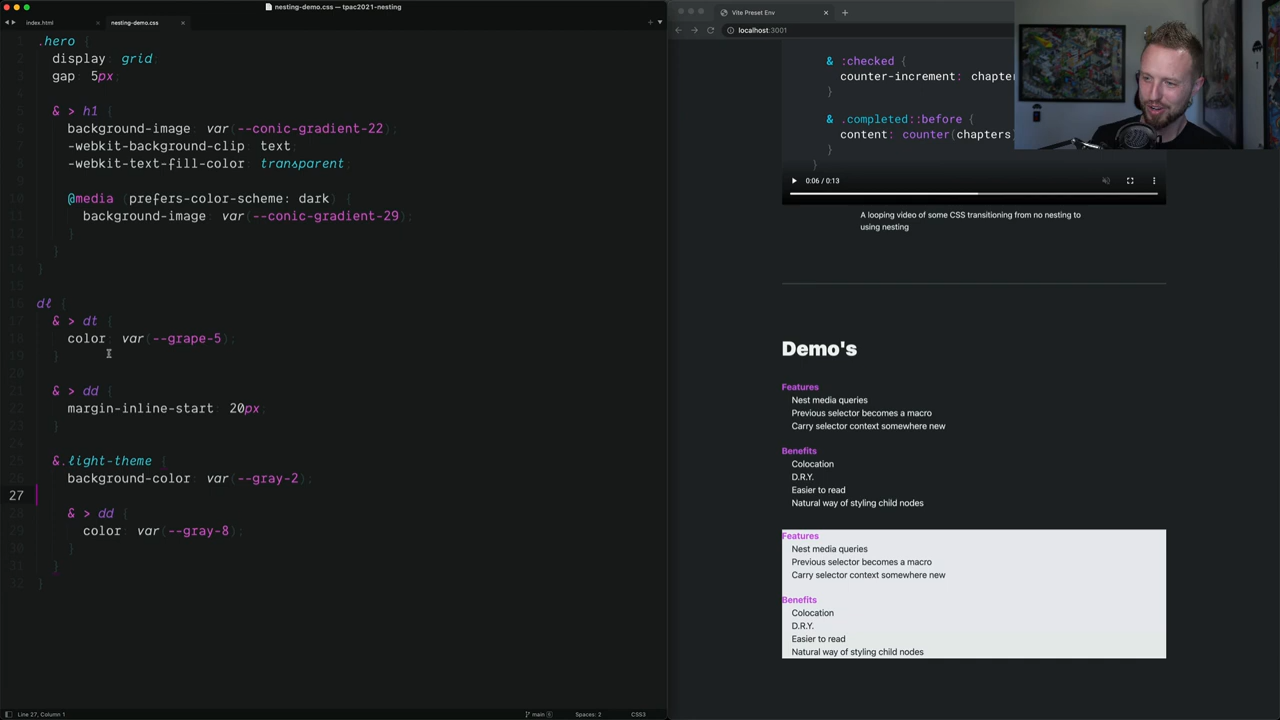 nesting-demo.css — tpac2021-nesting
index.html
nesting-demo.css
.hero {
display: grid;
gap: 5px;
& > h1 {
background-image: var(--conic-gradient-22);
-webkit-background-clip: text;
-webkit-text-fill-color: transparent;
@media (prefers-color-scheme: dark) {
background-image: var(--conic-gradient-29);
}
}
}
dl {
& > dt {
color: var(--grape-5);
}
& > dd {
margin-inline-start: 20px;
}
&.light-theme {
background-color: var(--gray-2);
27
& > dd {
color: var(--gray-8);
}
}
}
Line 27, Column 1
main
Spaces: 2
CSS3
Vite Preset Env
localhost:3001
& :checked {
counter-increment: chapters
}
& .completed::before {
content: counter(chapters)
}
}
0:06 / 0:13
A looping video of some CSS transitioning from no nesting to
using nesting
Demo's
Features
Nest media queries
Previous selector becomes a macro
Carry selector context somewhere new
Benefits
Colocation
D.R.Y.
Easier to read
Natural way of styling child nodes
Features
Nest media queries
Previous selector becomes a macro
Carry selector context somewhere new
Benefits
Colocation
D.R.Y.
Easier to read
Natural way of styling child nodes